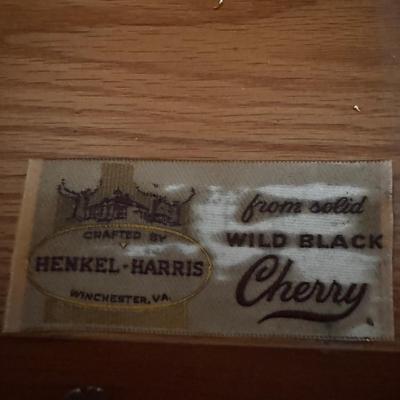 CRAFTED BY
HENKEL-HARRIS
WINCHESTER, VA.
from solid
WILD BLACK
Cherry